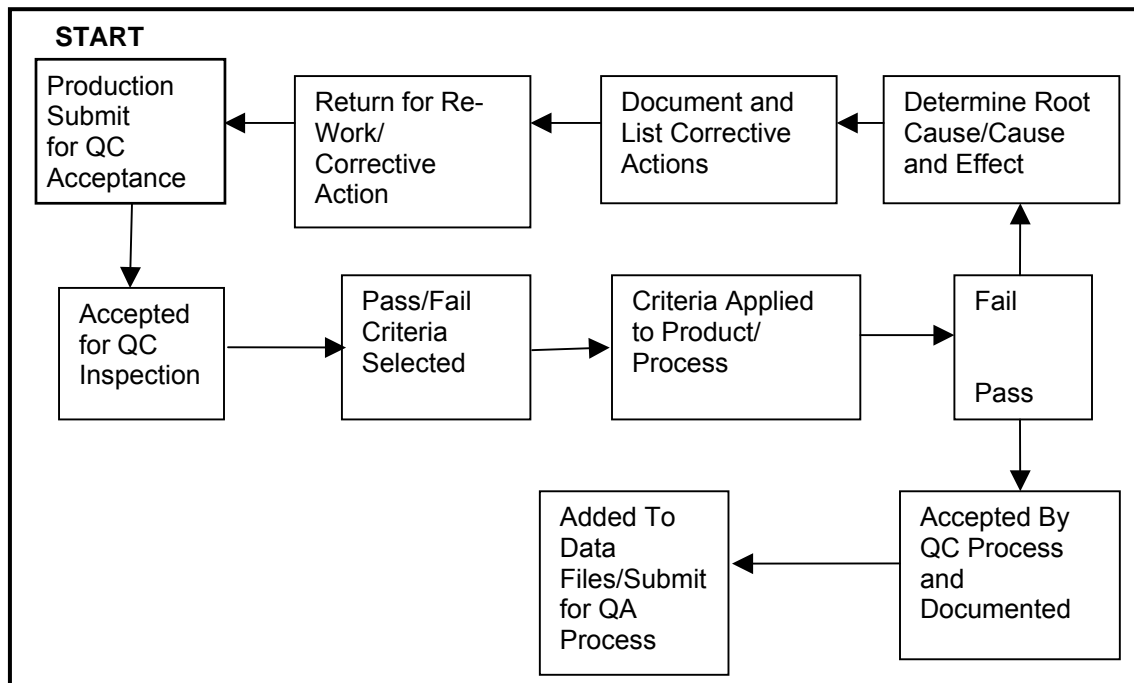 START
Production
Submit
for QC
Acceptance
Return for Re-
Work/
Corrective
Action
Document and
List Corrective
Actions
Determine Root
Cause/Cause
and Effect
Accepted
for QC
Inspection
Pass/Fail
Criteria
Selected
Criteria Applied
to Product/
Process
Fail
Pass
Added To
Data
Files/Submit
for QA
Process
Accepted By
QC Process
and
Documented